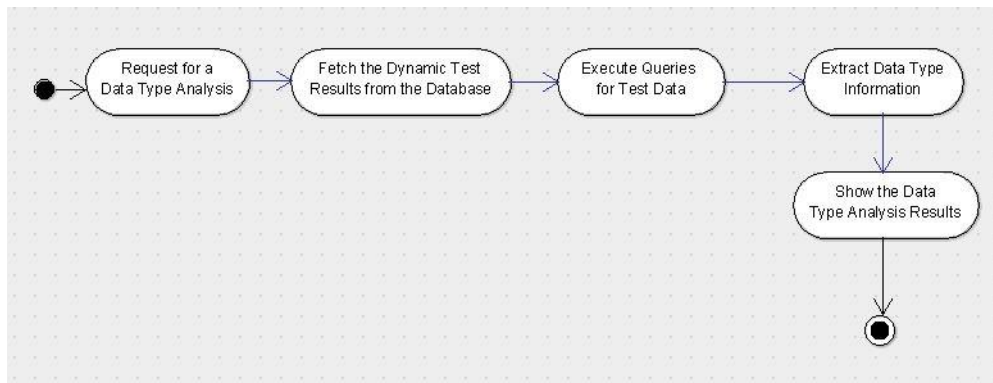 Request for a
Data Type Analysis
Fetch the Dynamic Test
Results from the Database
Execute Queries
for Test Data
Extract Data Type
Information
Show the Data
Type Analysis Results